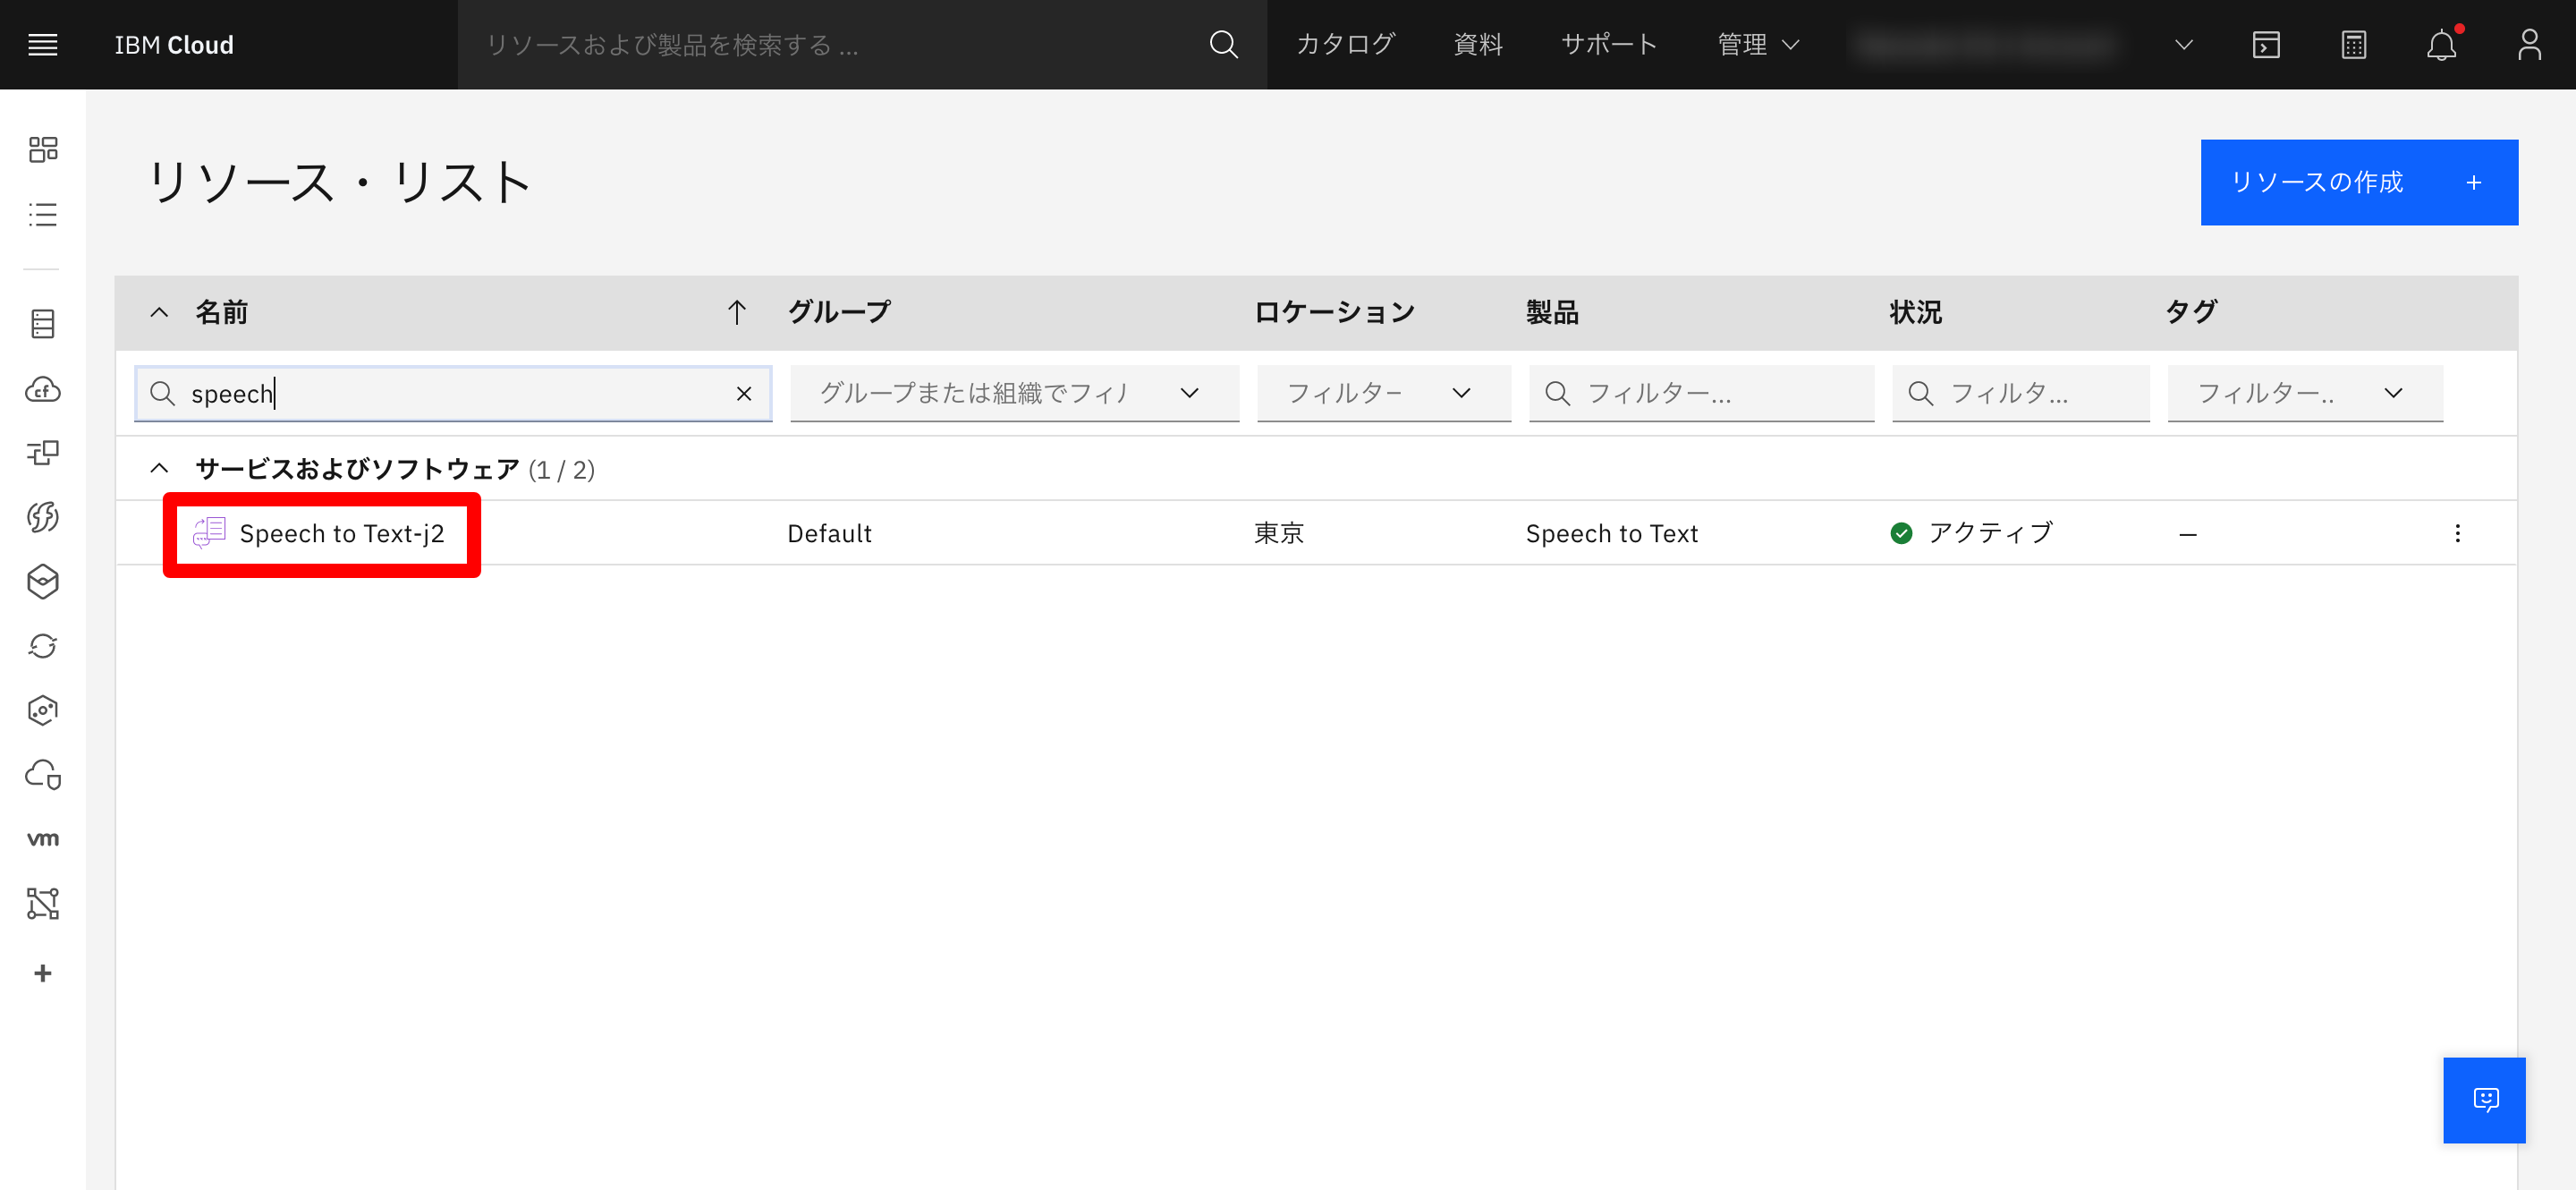 IBM Cloud
リソースおよび製品を検索する ...
カタログ
資料
サポート
管理
リソース・リスト
リソースの作成 +
名前 グループ ロケーション 製品 状況 タグ
speech グループまたは組織でフィル フィルター フィルター... フィルタ... フィルター..
サービスおよびソフトウェア (1 / 2)
Speech to Text-j2 Default 東京 Speech to Text アクティブ –
cf
vm